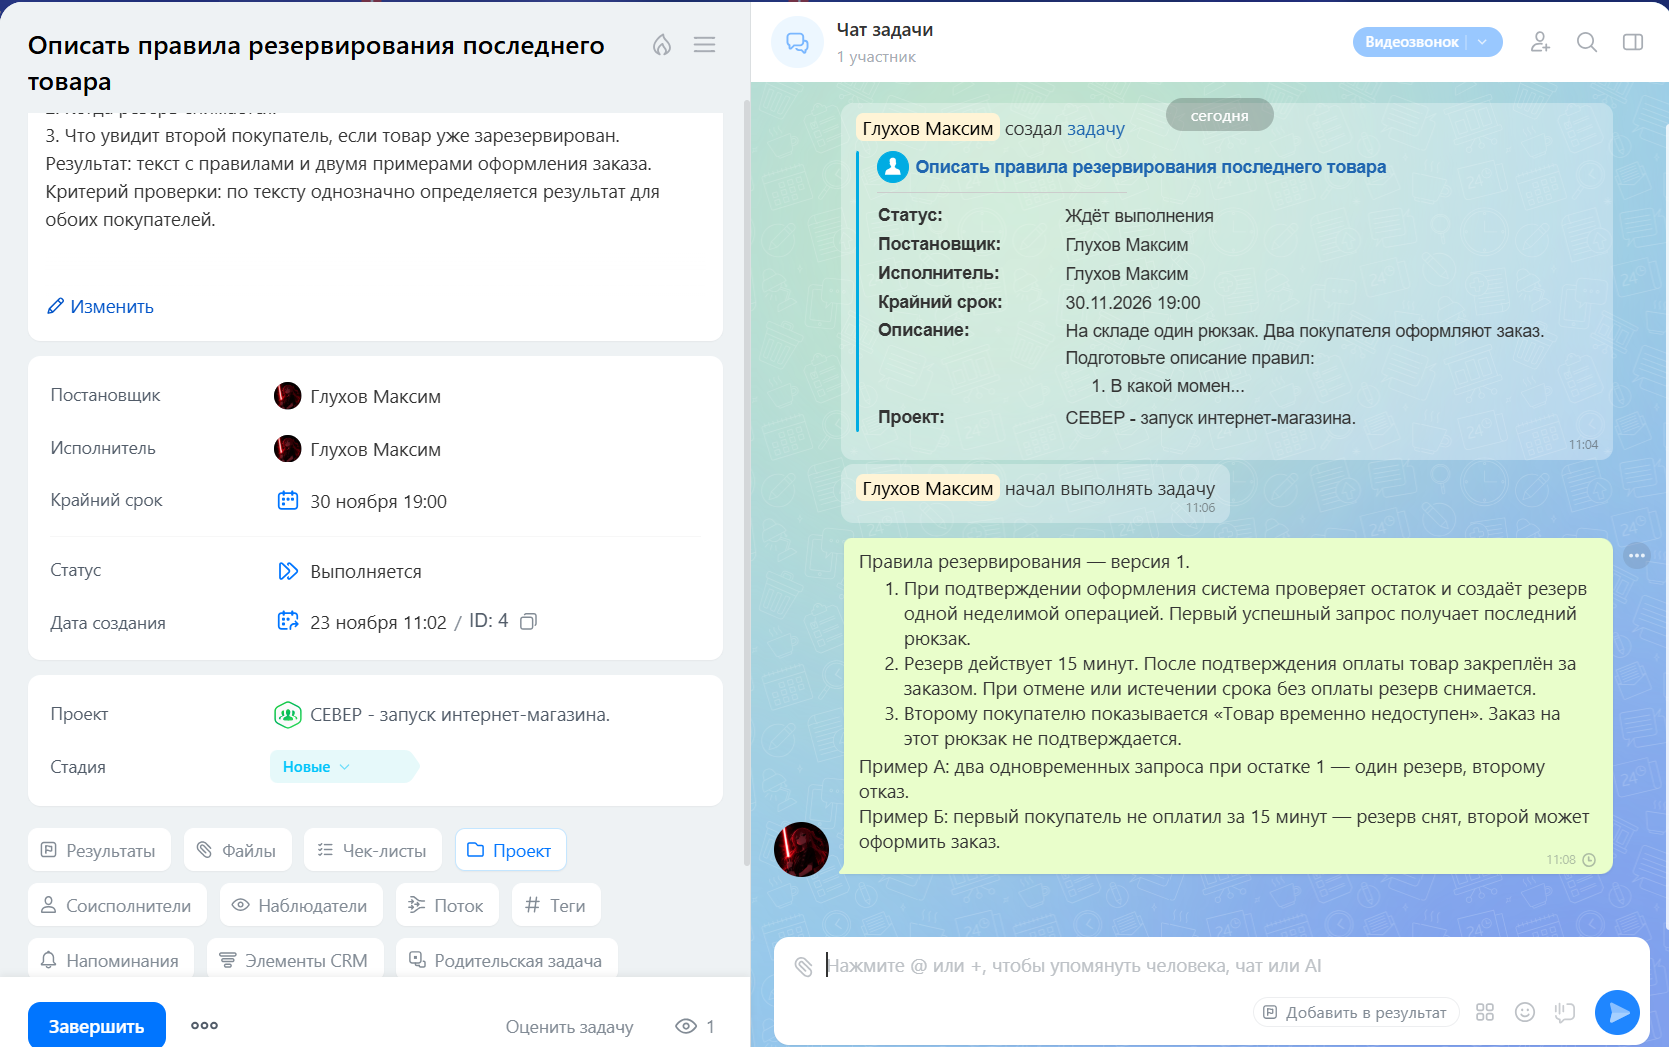 Описать правила резервирования последнего
товара
3. Что увидит второй покупатель, если товар уже зарезервирован.
Результат: текст с правилами и двумя примерами оформления заказа.
Критерий проверки: по тексту однозначно определяется результат для
обоих покупателей.
Изменить
Постановщик Глухов Максим
Исполнитель Глухов Максим
Крайний срок 30 ноября 19:00
Статус Выполняется
Дата создания 23 ноября 11:02 / ID: 4
Проект СЕВЕР - запуск интернет-магазина.
Стадия Новые
Результаты Файлы Чек-листы Проект
Соисполнители Наблюдатели Поток Теги
Напоминания Элементы CRM Родительская задача
Завершить Оценить задачу 1
Чат задачи
1 участник
Видеозвонок
сегодня
Глухов Максим создал задачу
Описать правила резервирования последнего товара
Статус: Ждёт выполнения
Постановщик: Глухов Максим
Исполнитель: Глухов Максим
Крайний срок: 30.11.2026 19:00
Описание: На складе один рюкзак. Два покупателя оформляют заказ.
Подготовьте описание правил:
1. В какой момен...
Проект: СЕВЕР - запуск интернет-магазина.
11:04
Глухов Максим начал выполнять задачу
11:06
Правила резервирования — версия 1.
1. При подтверждении оформления система проверяет остаток и создаёт резерв
одной неделимой операцией. Первый успешный запрос получает последний
рюкзак.
2. Резерв действует 15 минут. После подтверждения оплаты товар закреплён за
заказом. При отмене или истечении срока без оплаты резерв снимается.
3. Второму покупателю показывается «Товар временно недоступен». Заказ на
этот рюкзак не подтверждается.
Пример А: два одновременных запроса при остатке 1 — один резерв, второму
отказ.
Пример Б: первый покупатель не оплатил за 15 минут — резерв снят, второй может
оформить заказ.
11:08
Нажмите @ или +, чтобы упомянуть человека, чат или AI
Добавить в результат